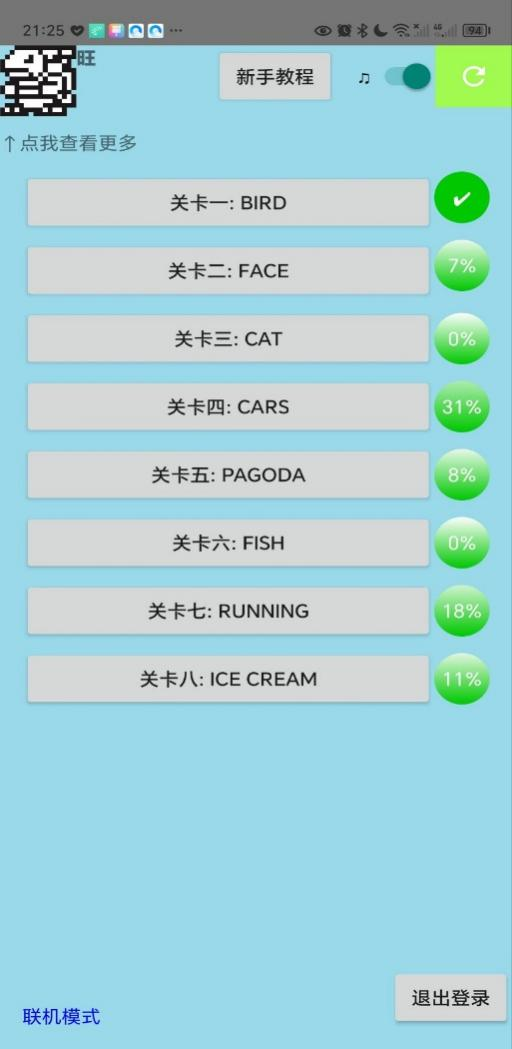 21:25 ··· 94
旺
新手教程 ♫
↑点我查看更多
关卡一: BIRD ✔
关卡二: FACE 7%
关卡三: CAT 0%
关卡四: CARS 31%
关卡五: PAGODA 8%
关卡六: FISH 0%
关卡七: RUNNING 18%
关卡八: ICE CREAM 11%
退出登录
联机模式